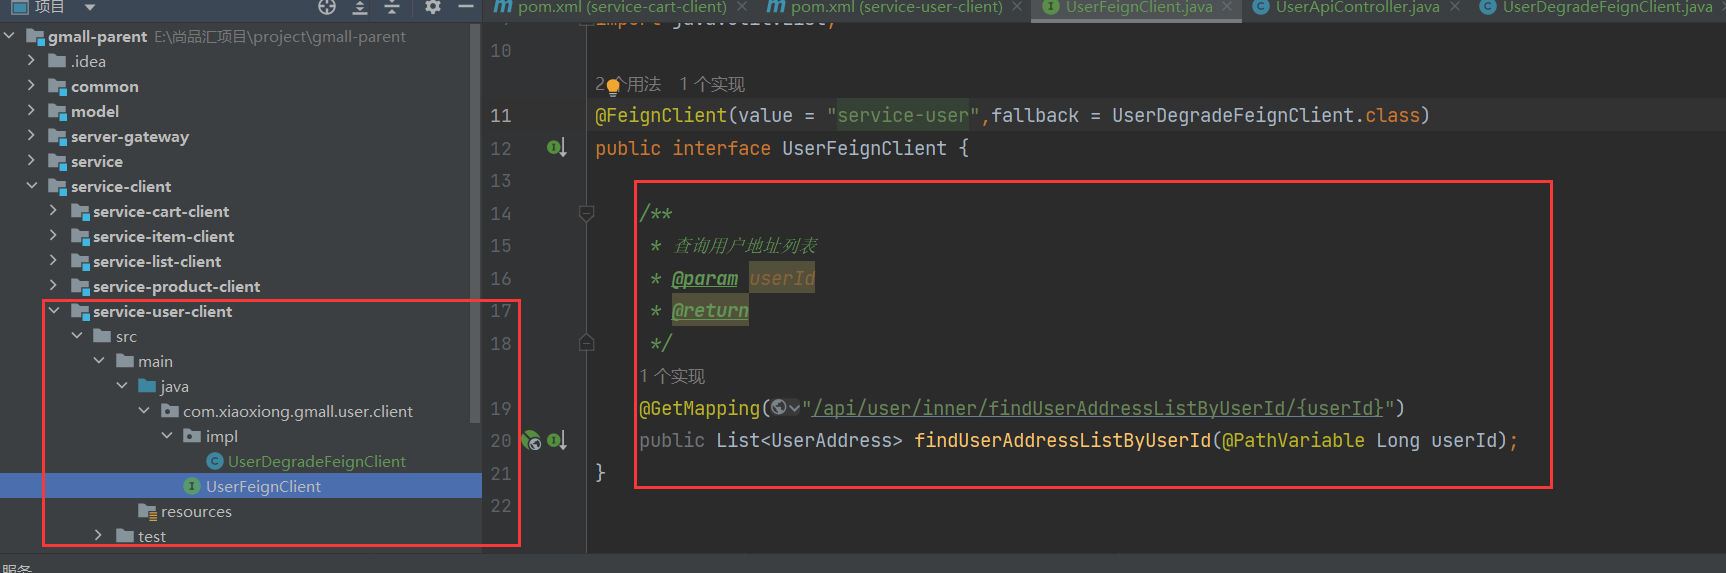 项目
gmall-parent E:\尚品汇项目\project\gmall-parent
.idea
common
model
server-gateway
service
service-client
service-cart-client
service-item-client
service-list-client
service-product-client
service-user-client
src
main
java
com.xiaoxiong.gmall.user.client
impl
UserDegradeFeignClient
UserFeignClient
resources
test
服务
pom.xml (service-cart-client) pom.xml (service-user-client) UserFeignClient.java UserApiController.java UserDegradeFeignClient.java
import java.util.List;
10
2个用法 1个实现
11 @FeignClient(value = "service-user",fallback = UserDegradeFeignClient.class)
12 public interface UserFeignClient {
13
14 /**
15 * 查询用户地址列表
16 * @param userId
17 * @return
18 */
1个实现
19 @GetMapping("/api/user/inner/findUserAddressListByUserId/{userId}")
20 public List<UserAddress> findUserAddressListByUserId(@PathVariable Long userId);
21 }
22